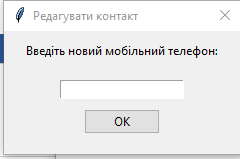 Редагувати контакт
Введіть новий мобільний телефон:
OK